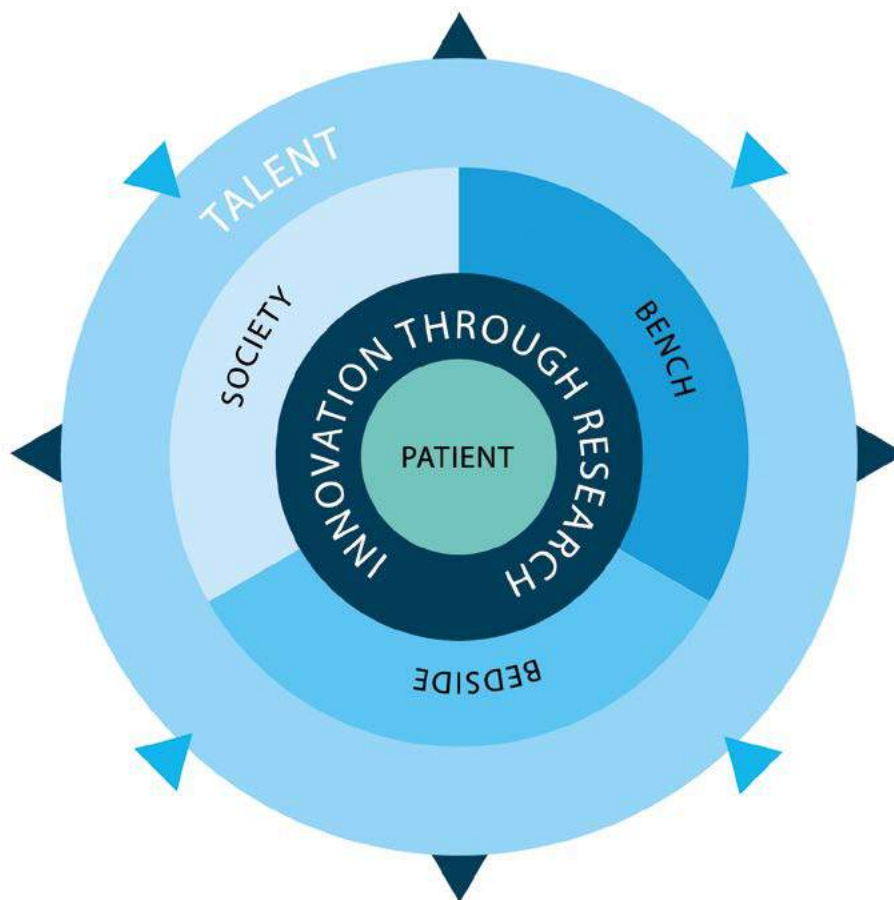 TALENT
SOCIETY
BENCH
INNOVATION THROUGH RESEARCH
PATIENT
BEDSIDE